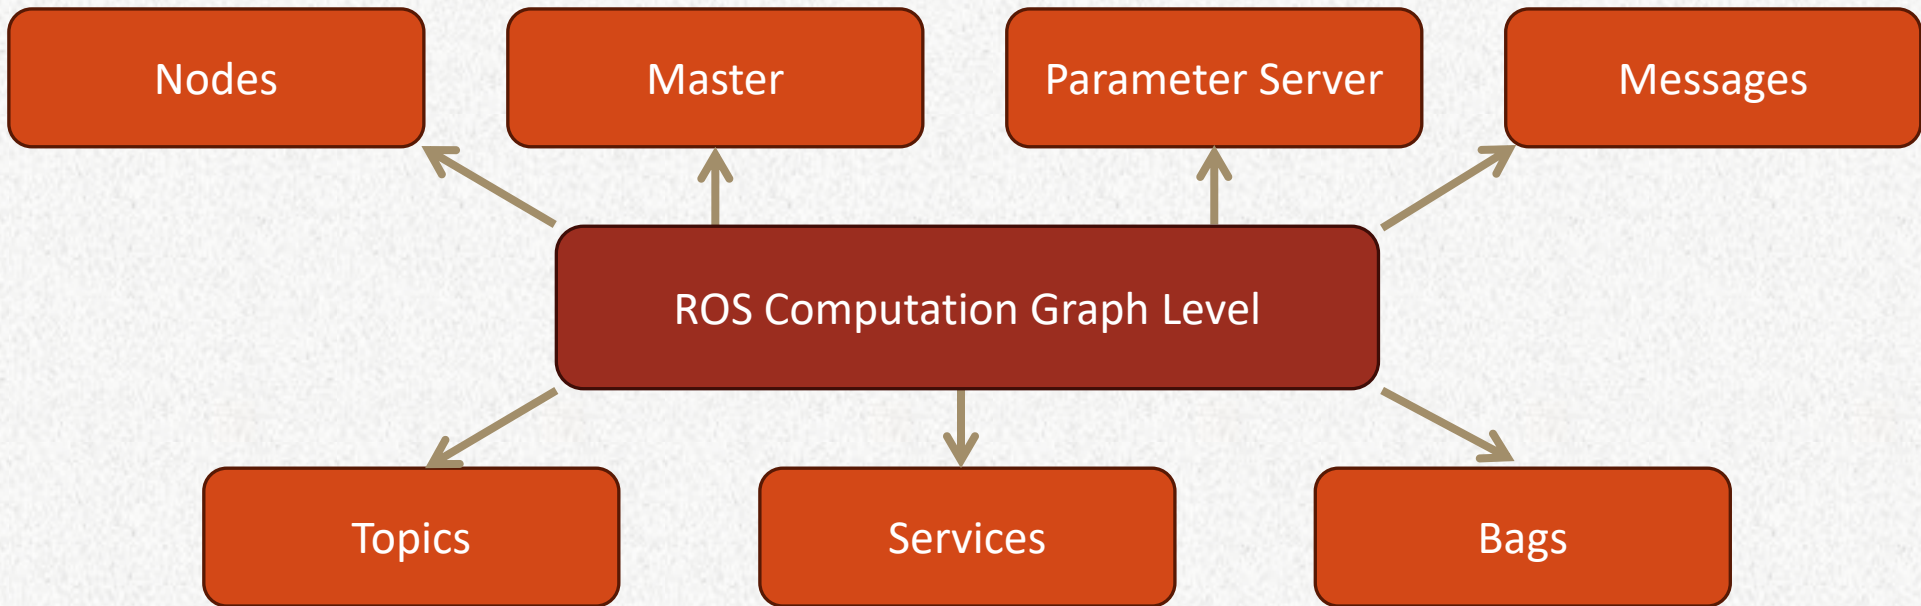 Nodes
Master
Parameter Server
Messages
ROS Computation Graph Level
Topics
Services
Bags